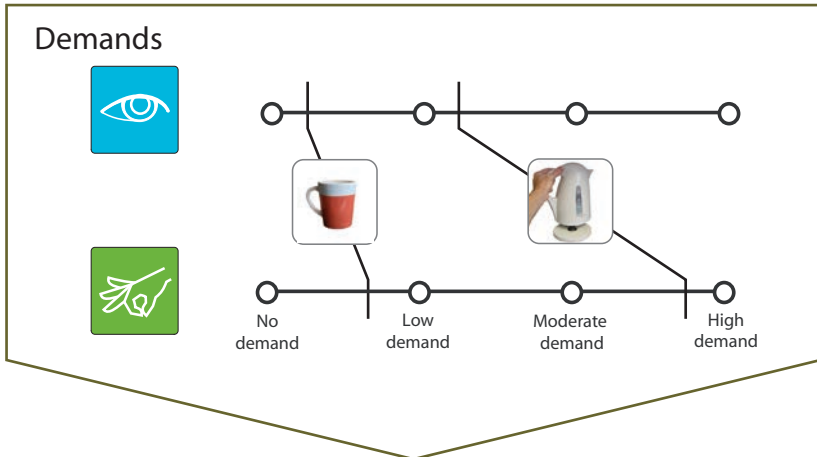 Demands
No
demand
Low
demand
Moderate
demand
High
demand